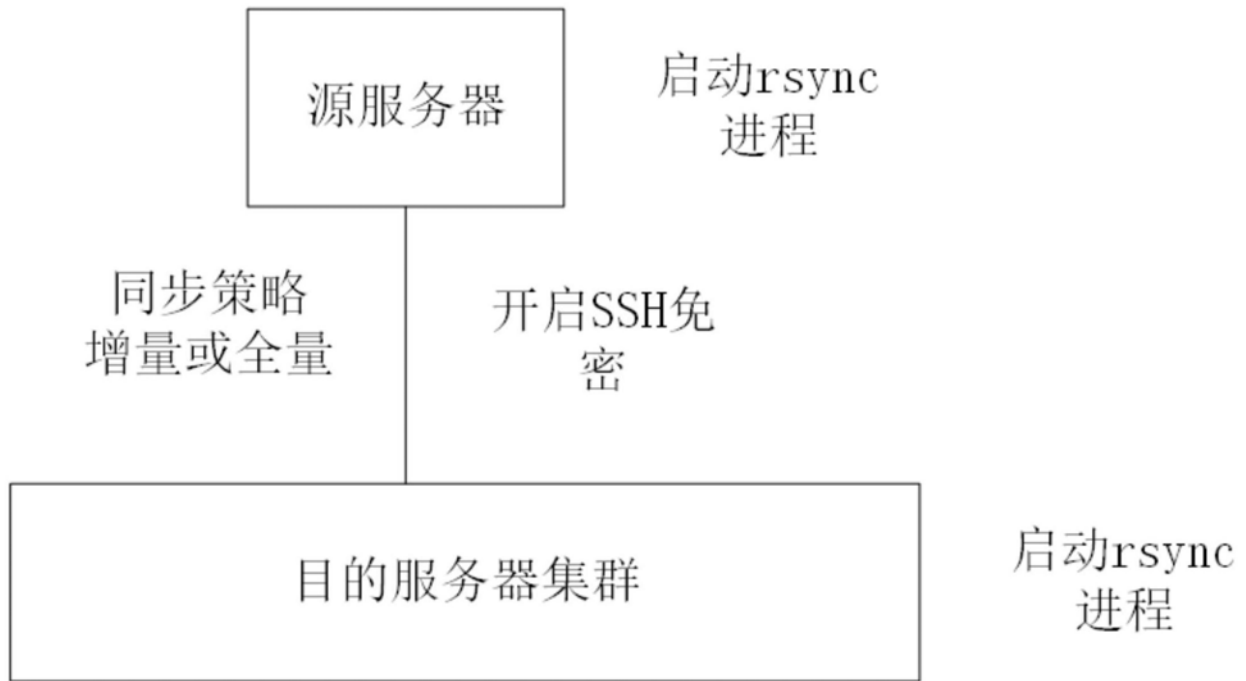 源服务器
启动rsync
进程
同步策略
增量或全量
开启SSH免
密
目的服务器集群
启动rsync
进程